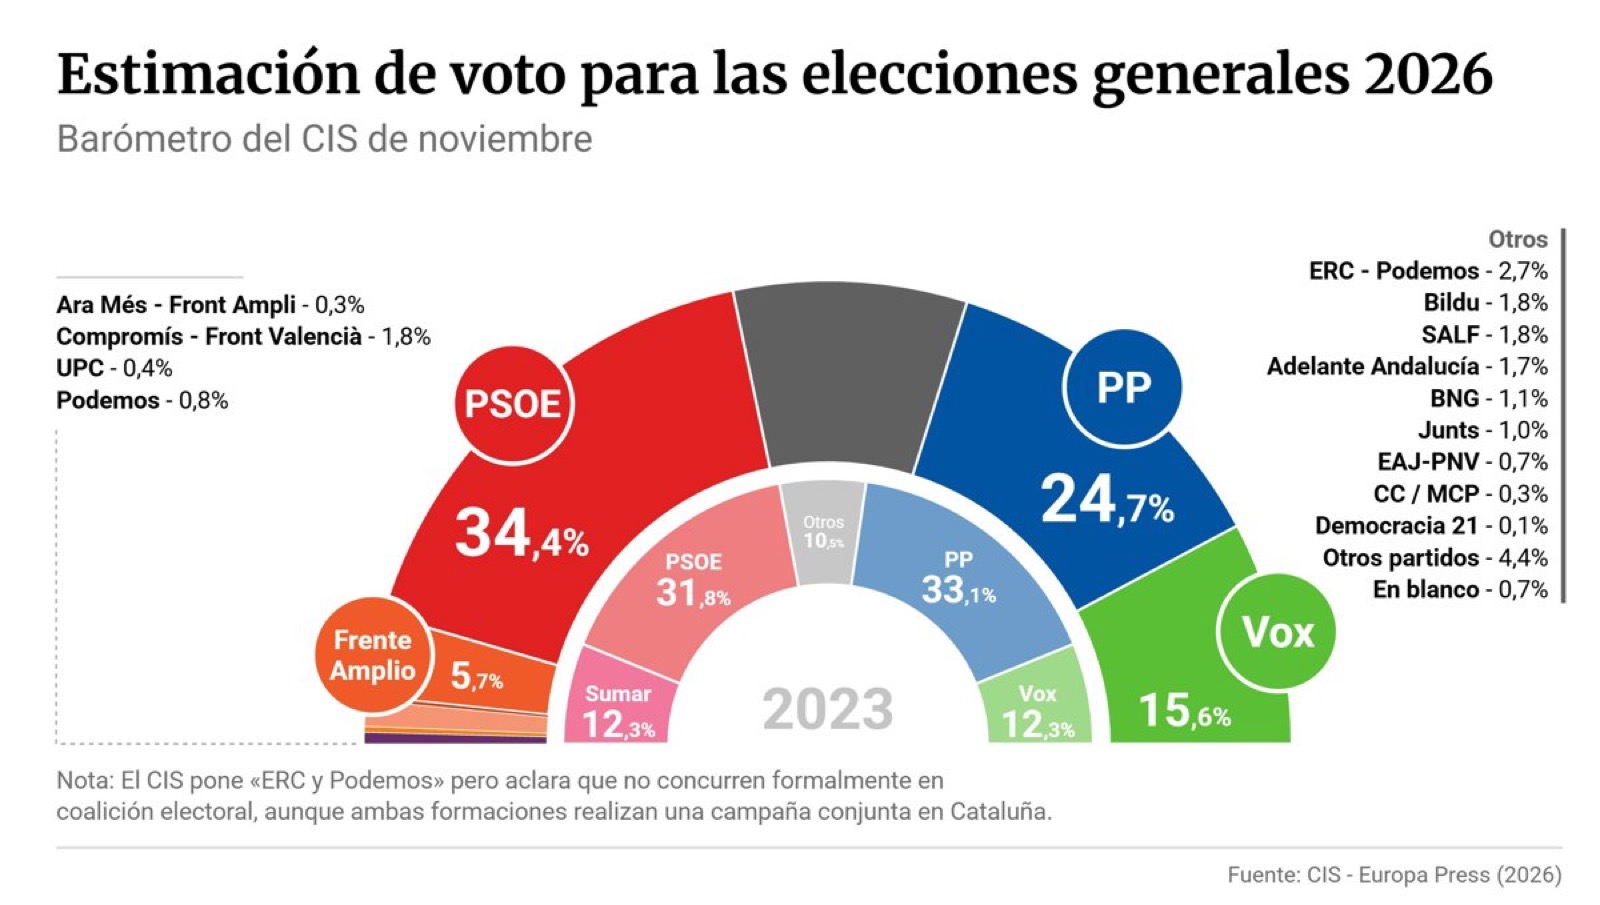 Estimación de voto para las elecciones generales 2026
Barómetro del CIS de noviembre
Ara Més - Front Ampli - 0,3%
Compromís - Front Valencià - 1,8%
UPC - 0,4%
Podemos - 0,8%
PSOE
34,4%
Frente
Amplio
5,7%
PP
24,7%
Vox
15,6%
Sumar
12,3%
PSOE
31,8%
Otros
10,5%
PP
33,1%
Vox
12,3%
2023
Otros
ERC - Podemos - 2,7%
Bildu - 1,8%
SALF - 1,8%
Adelante Andalucía - 1,7%
BNG - 1,1%
Junts - 1,0%
EAJ-PNV - 0,7%
CC / MCP - 0,3%
Democracia 21 - 0,1%
Otros partidos - 4,4%
En blanco - 0,7%
Nota: El CIS pone «ERC y Podemos» pero aclara que no concurren formalmente en
coalición electoral, aunque ambas formaciones realizan una campaña conjunta en Cataluña.
Fuente: CIS - Europa Press (2026)